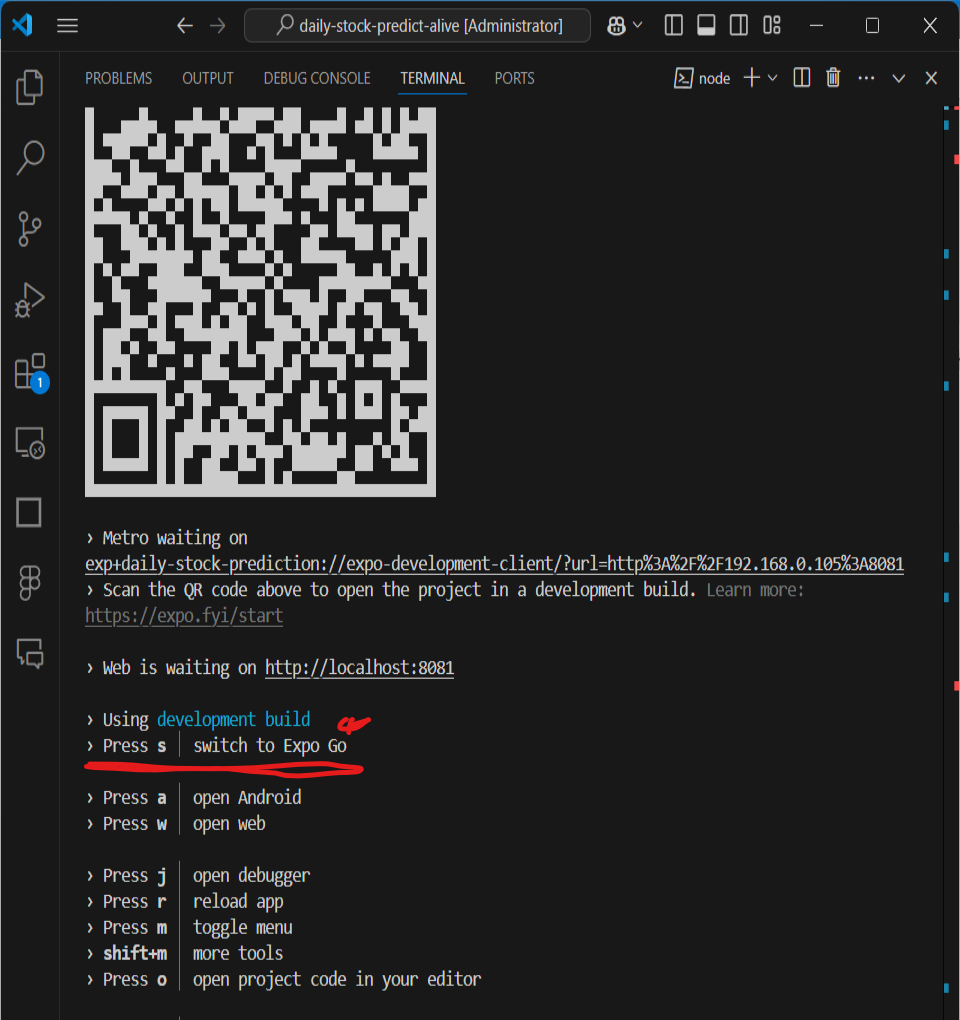 daily-stock-predict-alive [Administrator]
PROBLEMS OUTPUT DEBUG CONSOLE TERMINAL PORTS
node
1
› Metro waiting on
exp+daily-stock-prediction://expo-development-client/?url=http%3A%2F%2F192.168.0.105%3A8081
› Scan the QR code above to open the project in a development build. Learn more:
https://expo.fyi/start
› Web is waiting on http://localhost:8081
› Using development build
› Press s │ switch to Expo Go
› Press a │ open Android
› Press w │ open web
› Press j │ open debugger
› Press r │ reload app
› Press m │ toggle menu
› shift+m │ more tools
› Press o │ open project code in your editor